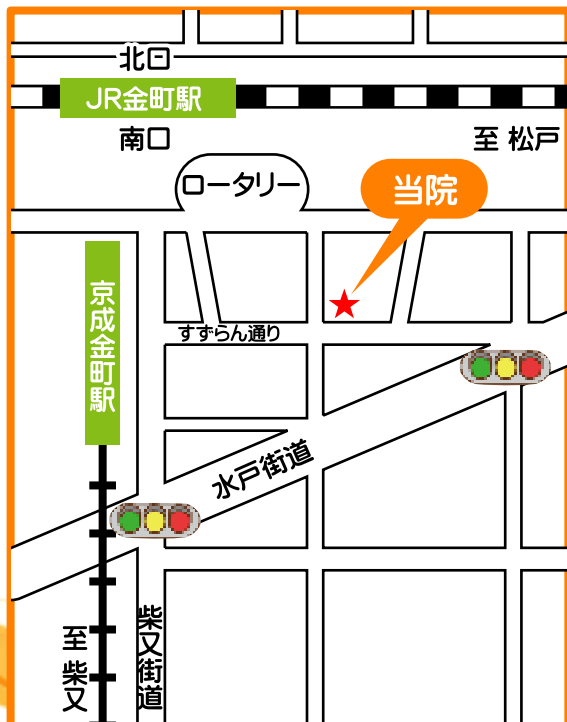 北口
JR金町駅
南口
至 松戸
ロータリー
当院
京成金町駅
すずらん通り
水戸街道
柴又街道
至 柴又